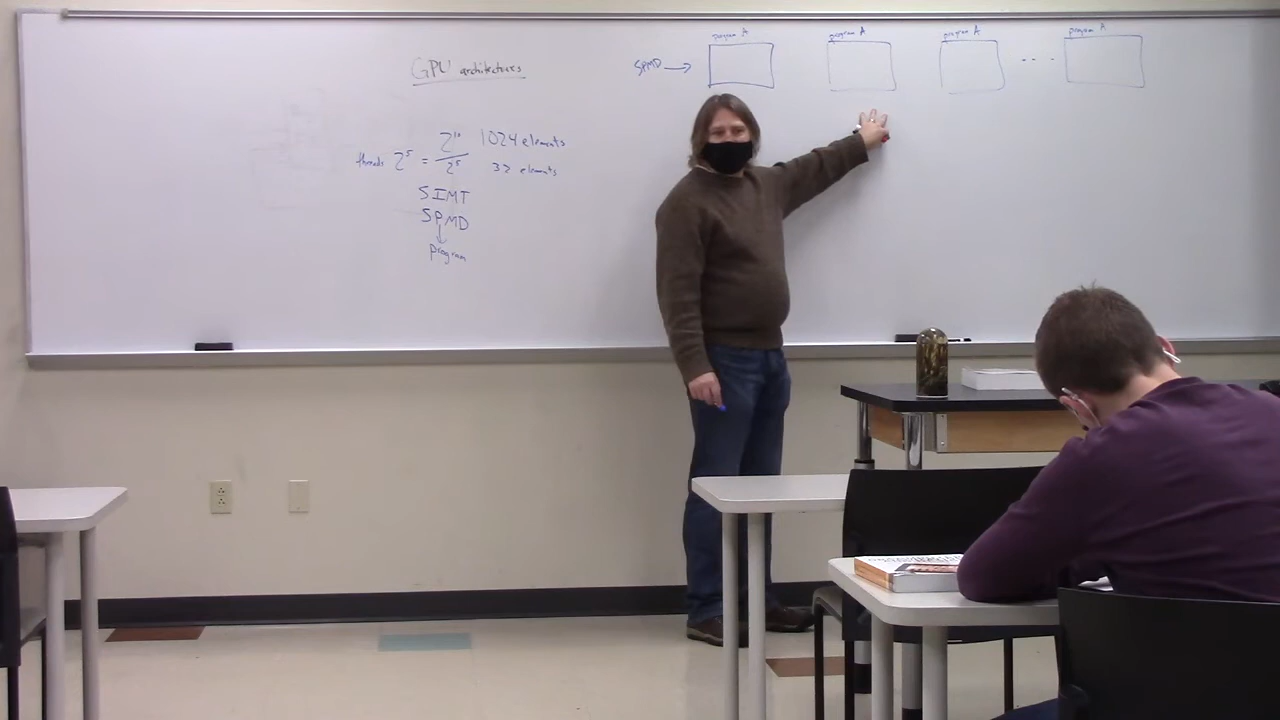 GPU architectures
threads 2^5 = 2^10 / 2^5
1024 elements
32 elements
SIMT
SPMD
↓
program
SPMD →
program A
program A
program A
. . .
program A